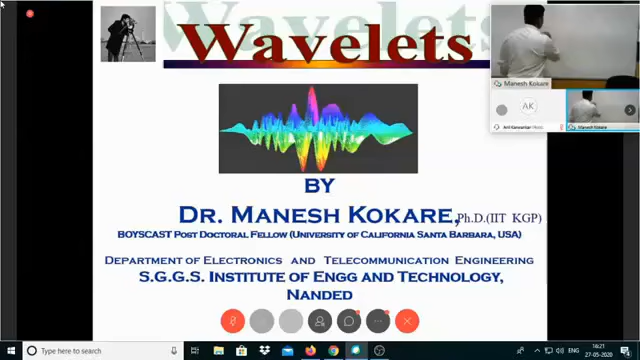 Wavelets
Manesh Kokare
AK
Manesh Kokare
BY
DR. MANESH KOKARE, Ph.D.(IIT KGP)
BOYSCAST POST DOCTORAL FELLOW (UNIVERSITY OF CALIFORNIA SANTA BARBARA, USA)
DEPARTMENT OF ELECTRONICS AND TELECOMMUNICATION ENGINEERING
S.G.G.S. INSTITUTE OF ENGG AND TECHNOLOGY,
NANDED
Type here to search
ENG
16:21
27-05-2020